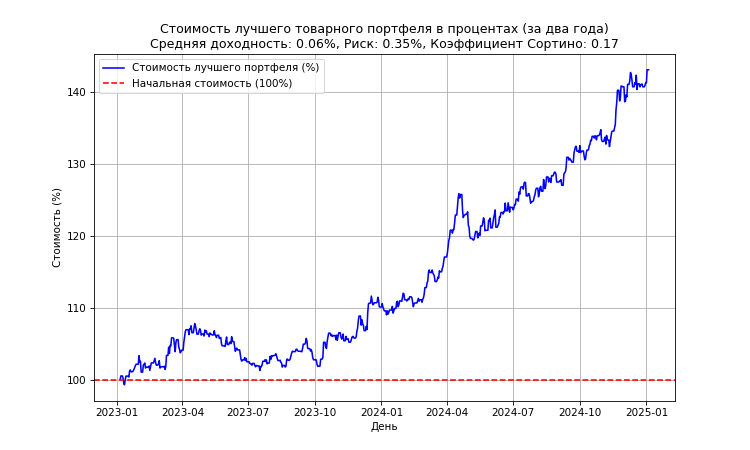 Стоимость лучшего товарного портфеля в процентах (за два года)
Средняя доходность: 0.06%, Риск: 0.35%, Коэффициент Сортино: 0.17
Стоимость лучшего портфеля (%)
Начальная стоимость (100%)
Стоимость (%)
140
130
120
110
100
2023-01
2023-04
2023-07
2023-10
2024-01
2024-04
2024-07
2024-10
2025-01
День